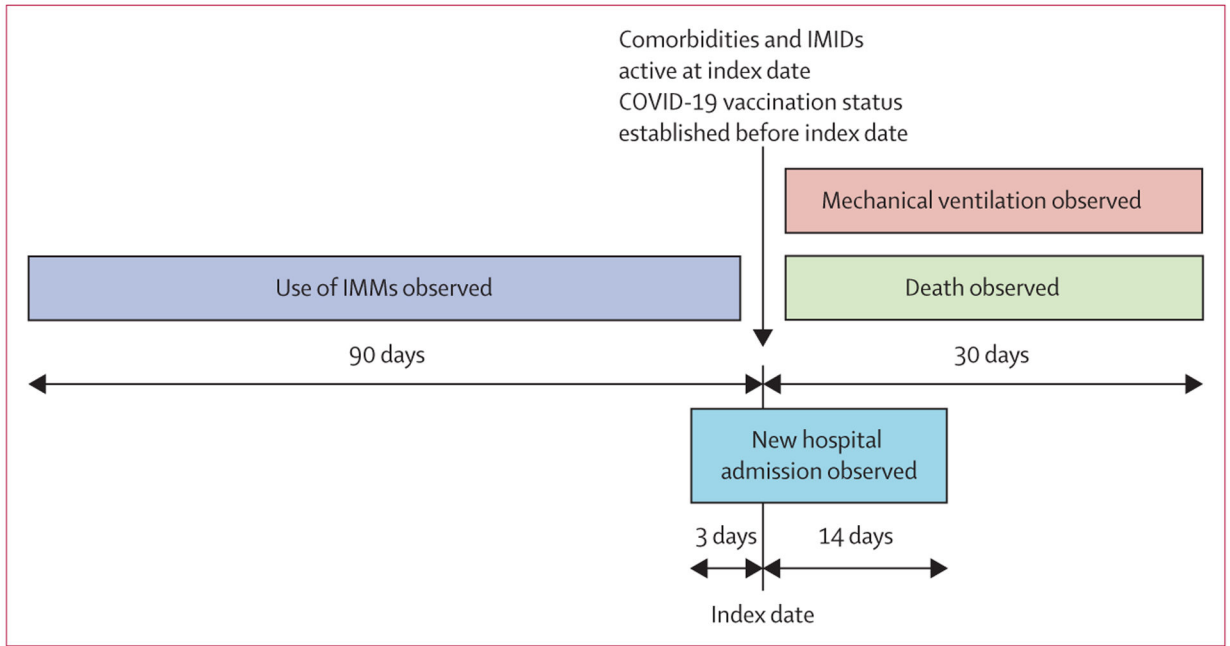 Comorbidities and IMIDs
active at index date
COVID-19 vaccination status
established before index date
Mechanical ventilation observed
Use of IMMs observed
Death observed
90 days
30 days
New hospital
admission observed
3 days
14 days
Index date